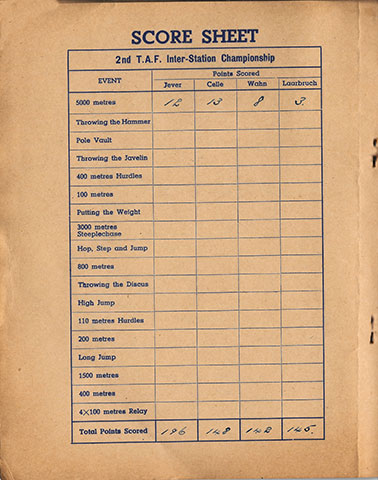 SCORE SHEET
2nd T.A.F. Inter-Station Championship
EVENT
Points Scored
Jever Celle Wahn Laarbruch
5000 metres 12 13 8 3.
Throwing the Hammer
Pole Vault
Throwing the Javelin
400 metres Hurdles
100 metres
Putting the Weight
3000 metres
Steeplechase
Hop, Step and Jump
800 metres
Throwing the Discus
High Jump
110 metres Hurdles
200 metres
Long Jump
1500 metres
400 metres
4×100 metres Relay
Total Points Scored 196 148 142 145.